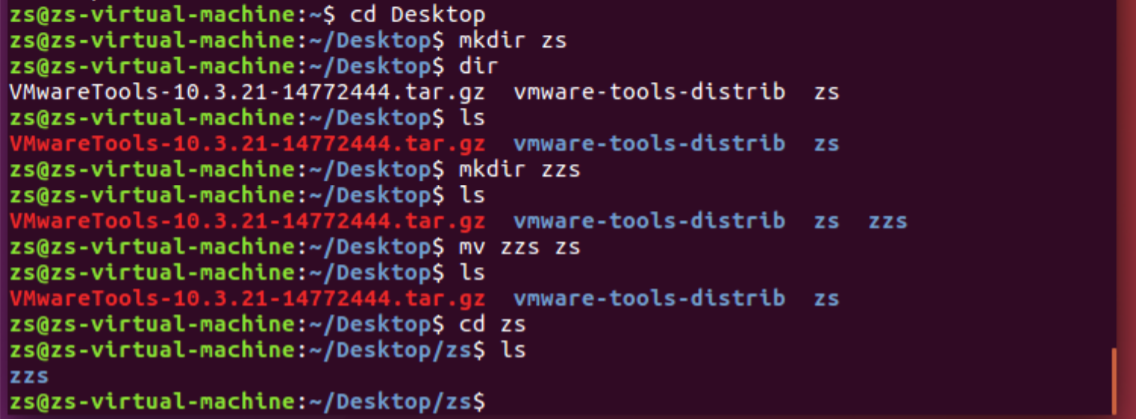 zs@zs-virtual-machine:~$ cd Desktop
zs@zs-virtual-machine:~/Desktop$ mkdir zs
zs@zs-virtual-machine:~/Desktop$ dir
VMwareTools-10.3.21-14772444.tar.gz  vmware-tools-distrib  zs
zs@zs-virtual-machine:~/Desktop$ ls
VMwareTools-10.3.21-14772444.tar.gz  vmware-tools-distrib  zs
zs@zs-virtual-machine:~/Desktop$ mkdir zzs
zs@zs-virtual-machine:~/Desktop$ ls
VMwareTools-10.3.21-14772444.tar.gz  vmware-tools-distrib  zs  zzs
zs@zs-virtual-machine:~/Desktop$ mv zzs zs
zs@zs-virtual-machine:~/Desktop$ ls
VMwareTools-10.3.21-14772444.tar.gz  vmware-tools-distrib  zs
zs@zs-virtual-machine:~/Desktop$ cd zs
zs@zs-virtual-machine:~/Desktop/zs$ ls
zzs
zs@zs-virtual-machine:~/Desktop/zs$